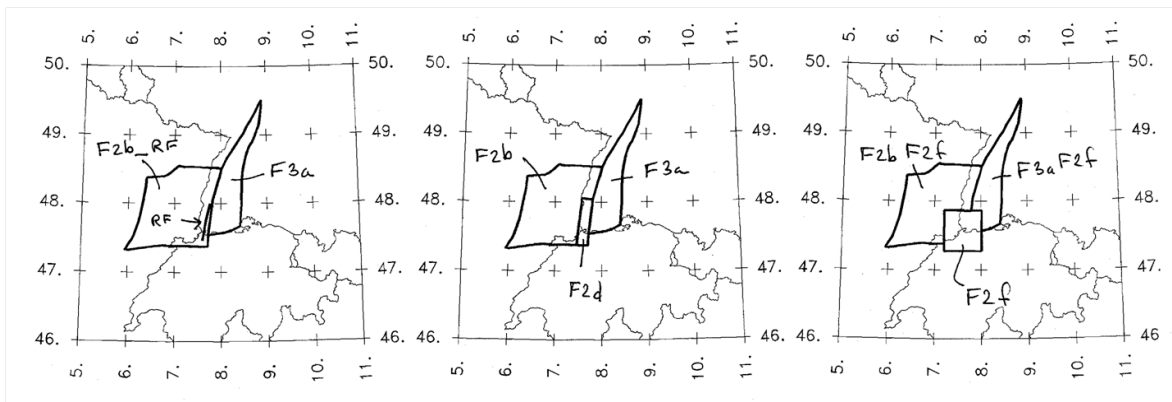 5. 6. 7. 8. 9. 10. 11.
50. 50.
49. 49.
F2b_RF
F3a
48. 48.
RF
47. 47.
46. 46.
5. 6. 7. 8. 9. 10. 11.
5. 6. 7. 8. 9. 10. 11.
50. 50.
49. 49.
F2b
F3a
48. 48.
47. 47.
F2d
46. 46.
5. 6. 7. 8. 9. 10. 11.
5. 6. 7. 8. 9. 10. 11.
50. 50.
49. 49.
F2b F2f
F3a F2f
48. 48.
47. 47.
F2f
46. 46
5. 6. 7. 8. 9. 10. 11.